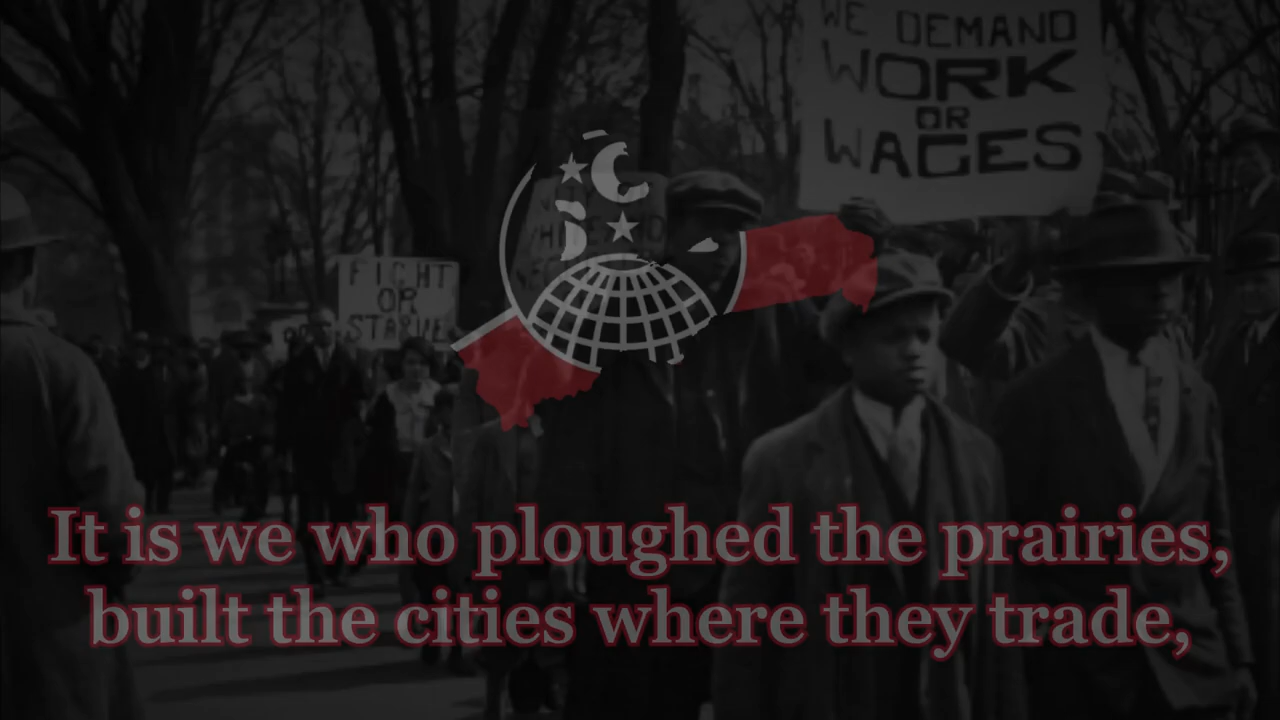 WE DEMAND
WORK
OR
WAGES
FIGHT
OR
STARVE
It is we who ploughed the prairies,
built the cities where they trade,